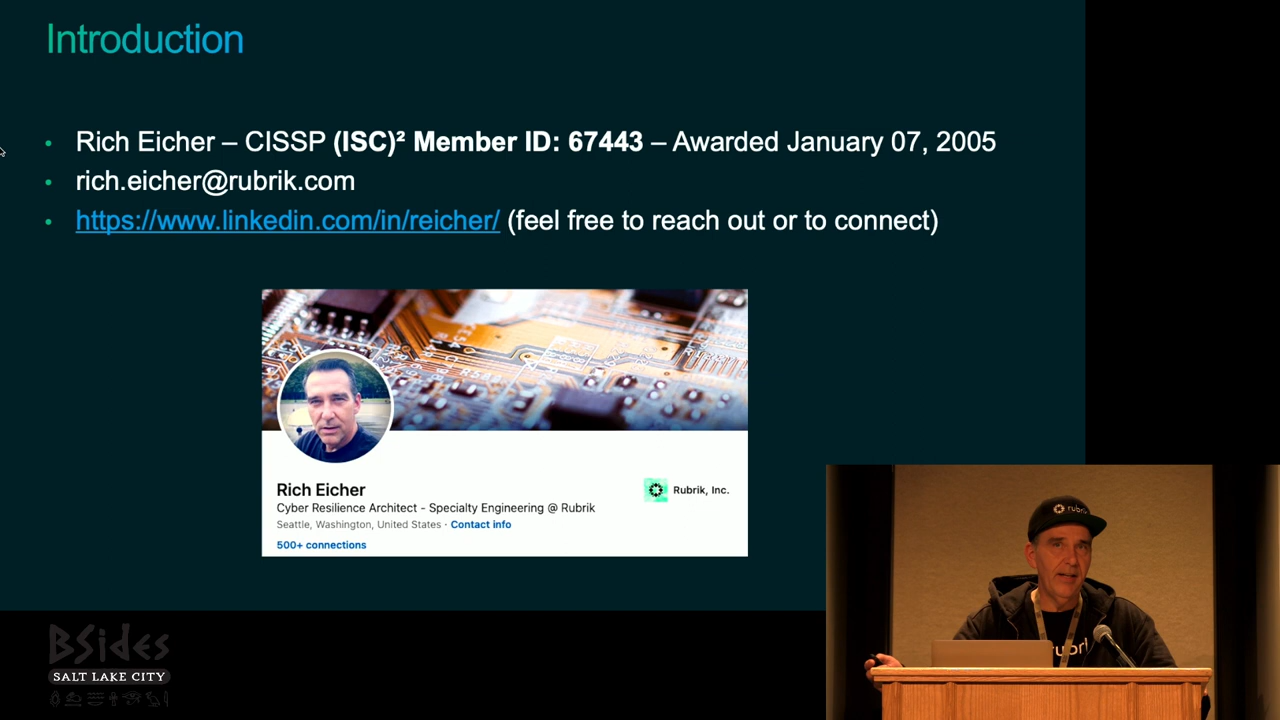 Introduction
Rich Eicher – CISSP (ISC)² Member ID: 67443 – Awarded January 07, 2005
rich.eicher@rubrik.com
https://www.linkedin.com/in/reicher/ (feel free to reach out or to connect)
Rich Eicher
Rubrik, Inc.
Cyber Resilience Architect - Specialty Engineering @ Rubrik
Seattle, Washington, United States · Contact info
500+ connections
rubrik
BSides
SALT LAKE CITY